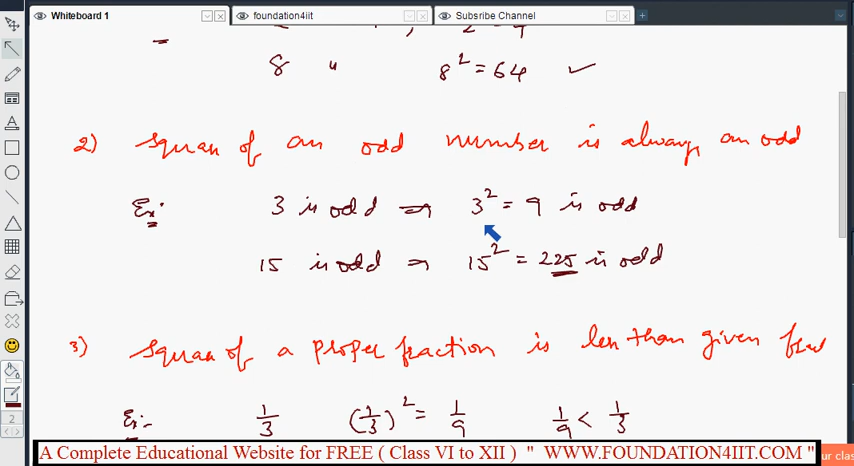 Whiteboard 1 foundation4iit Subsribe Channel
8 " 8² = 64 ✓
2) Square of an odd number is always an odd
Ex: 3 is odd ⇒ 3² = 9 is odd
15 is odd ⇒ 15² = 225 is odd
3) Square of a proper fraction is less than given
Ex:- 1/3 (1/3)² = 1/9 1/9 < 1/3
2
A Complete Educational Website for FREE ( Class VI to XII ) " WWW.FOUNDATION4IIT.COM "
ur clas